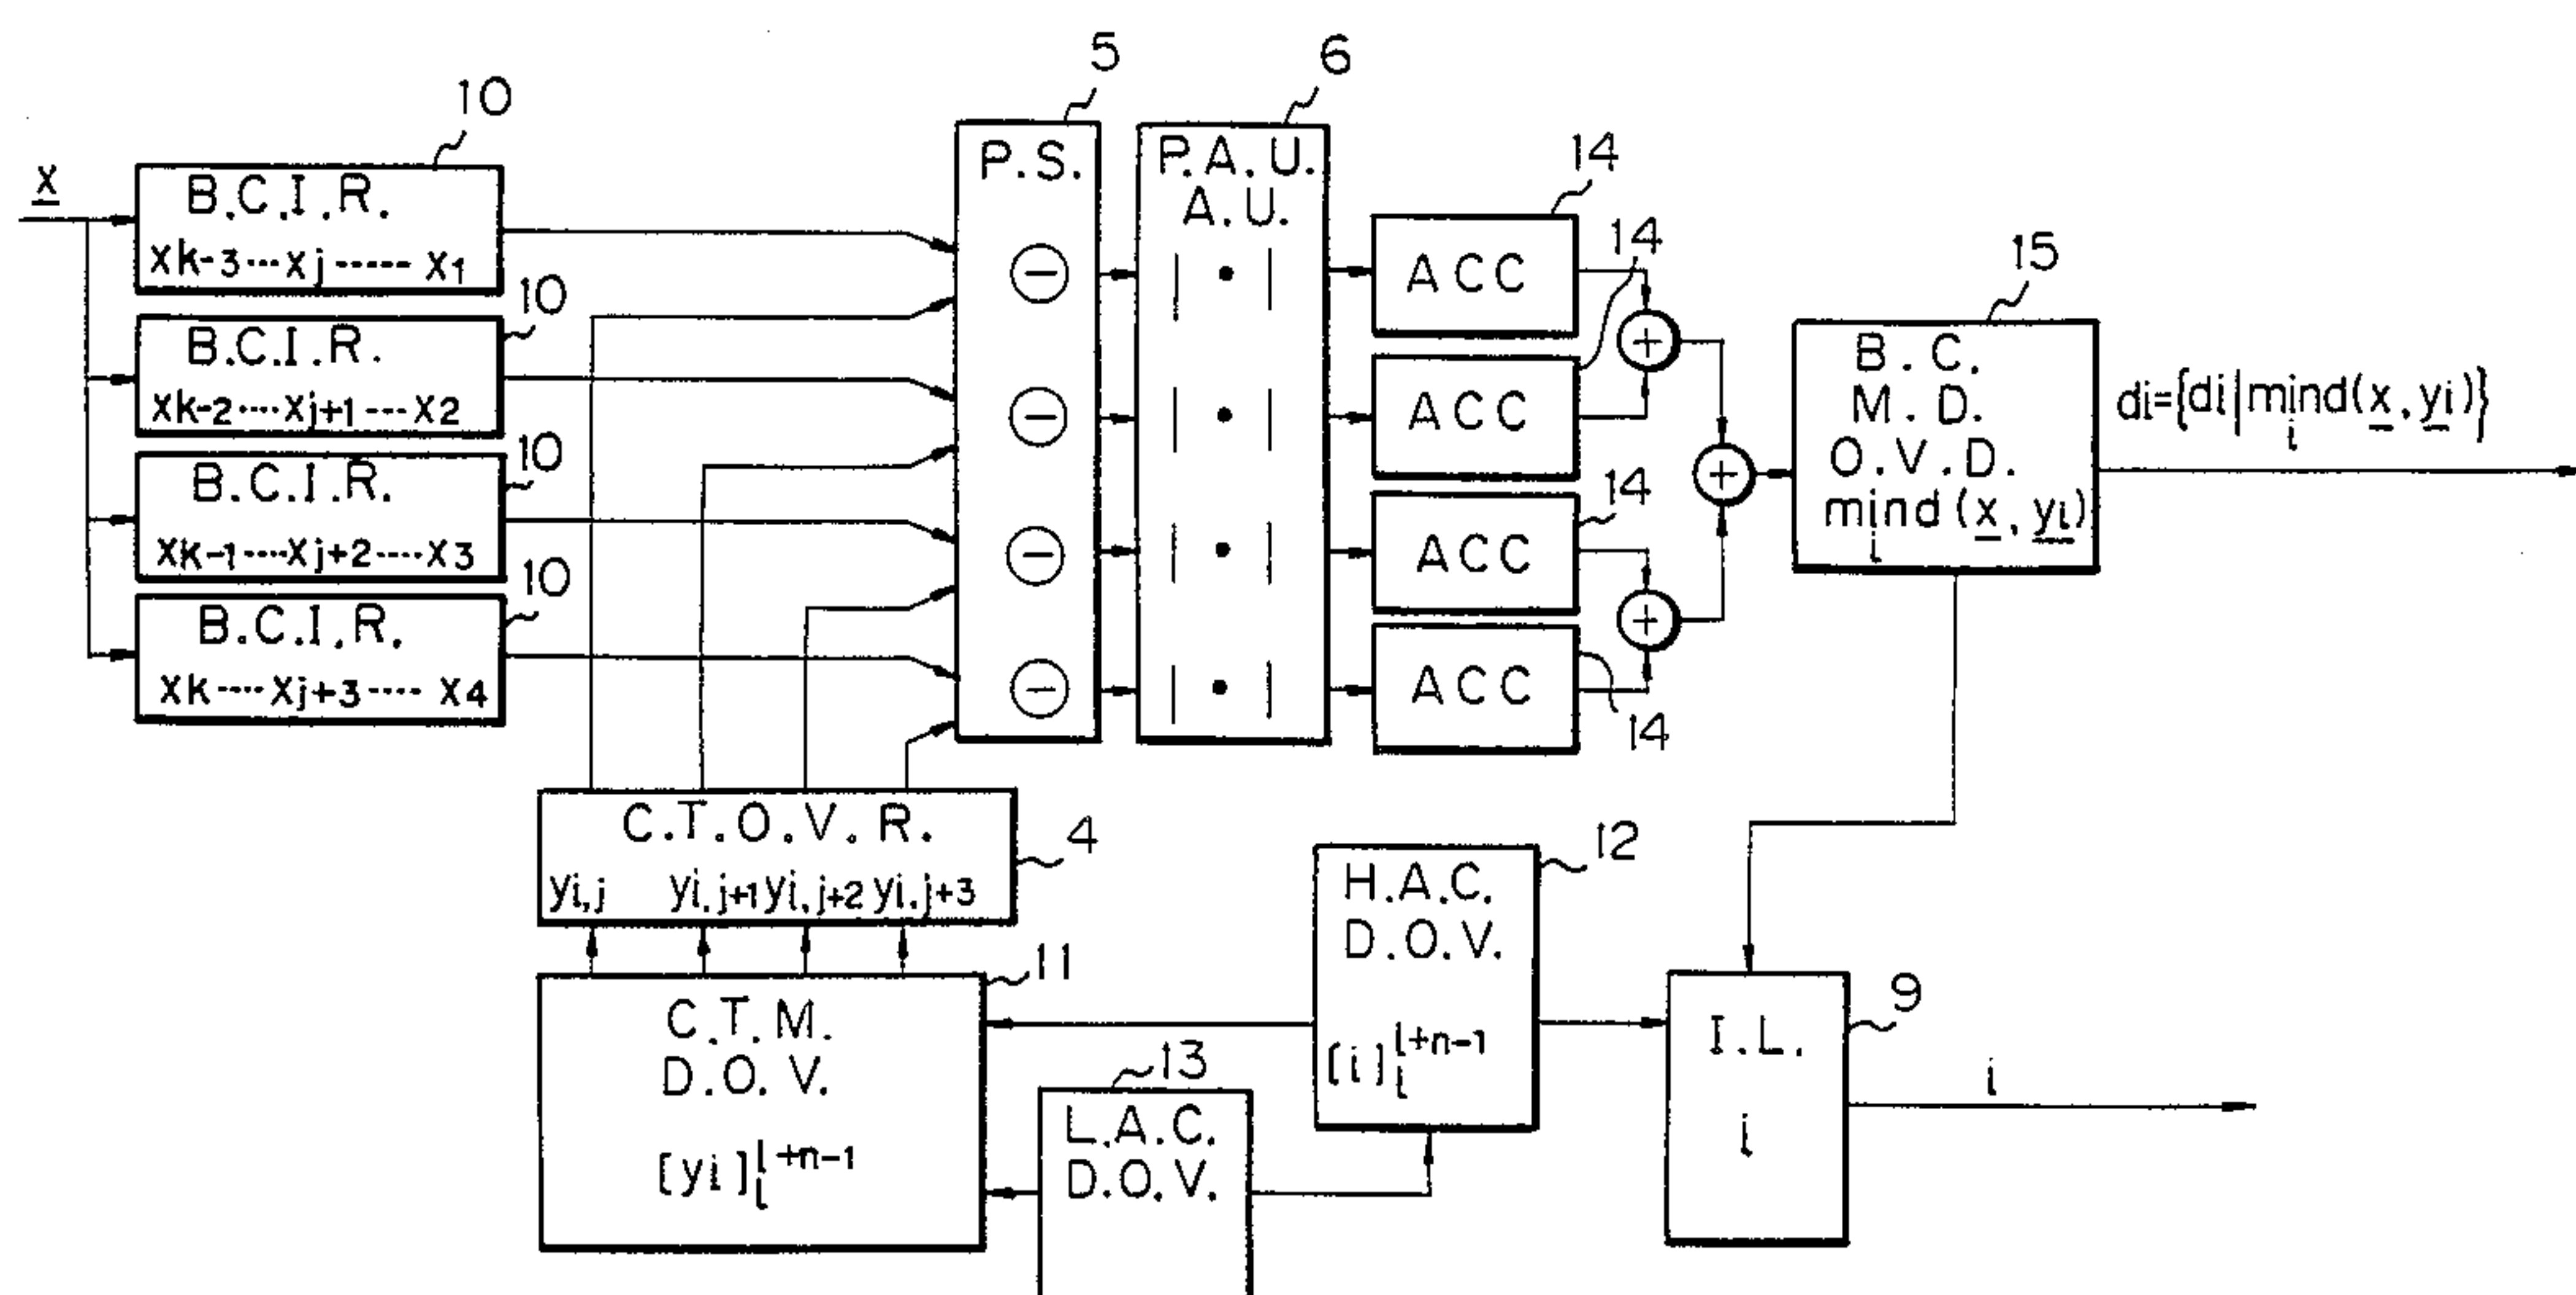 x
10
B.C.I.R.
xk-3···xj----- x1
10
B.C.I.R.
xk-2····xj+1 ---x2
10
B.C.I.R.
xk-1····xj+2----x3
10
B.C.I.R.
xk----xj+3---- x4
5
P.S.
6
P.A.U.
A.U.
| • |
| • |
| • |
| • |
14
ACC
14
ACC
14
ACC
14
ACC
15
B.C.
M.D.
O.V.D.
min d (x, yi)
i
di={di|min d(x, yi)}
i
C.T.O.V.R.
yi,j yi,j+1 yi,j+2 yi,j+3
4
11
C.T.M.
D.O.V.
[yi] l+n-1
l
12
H.A.C.
D.O.V.
[i] l+n-1
l
13
L.A.C.
D.O.V.
9
I.L.
i
i